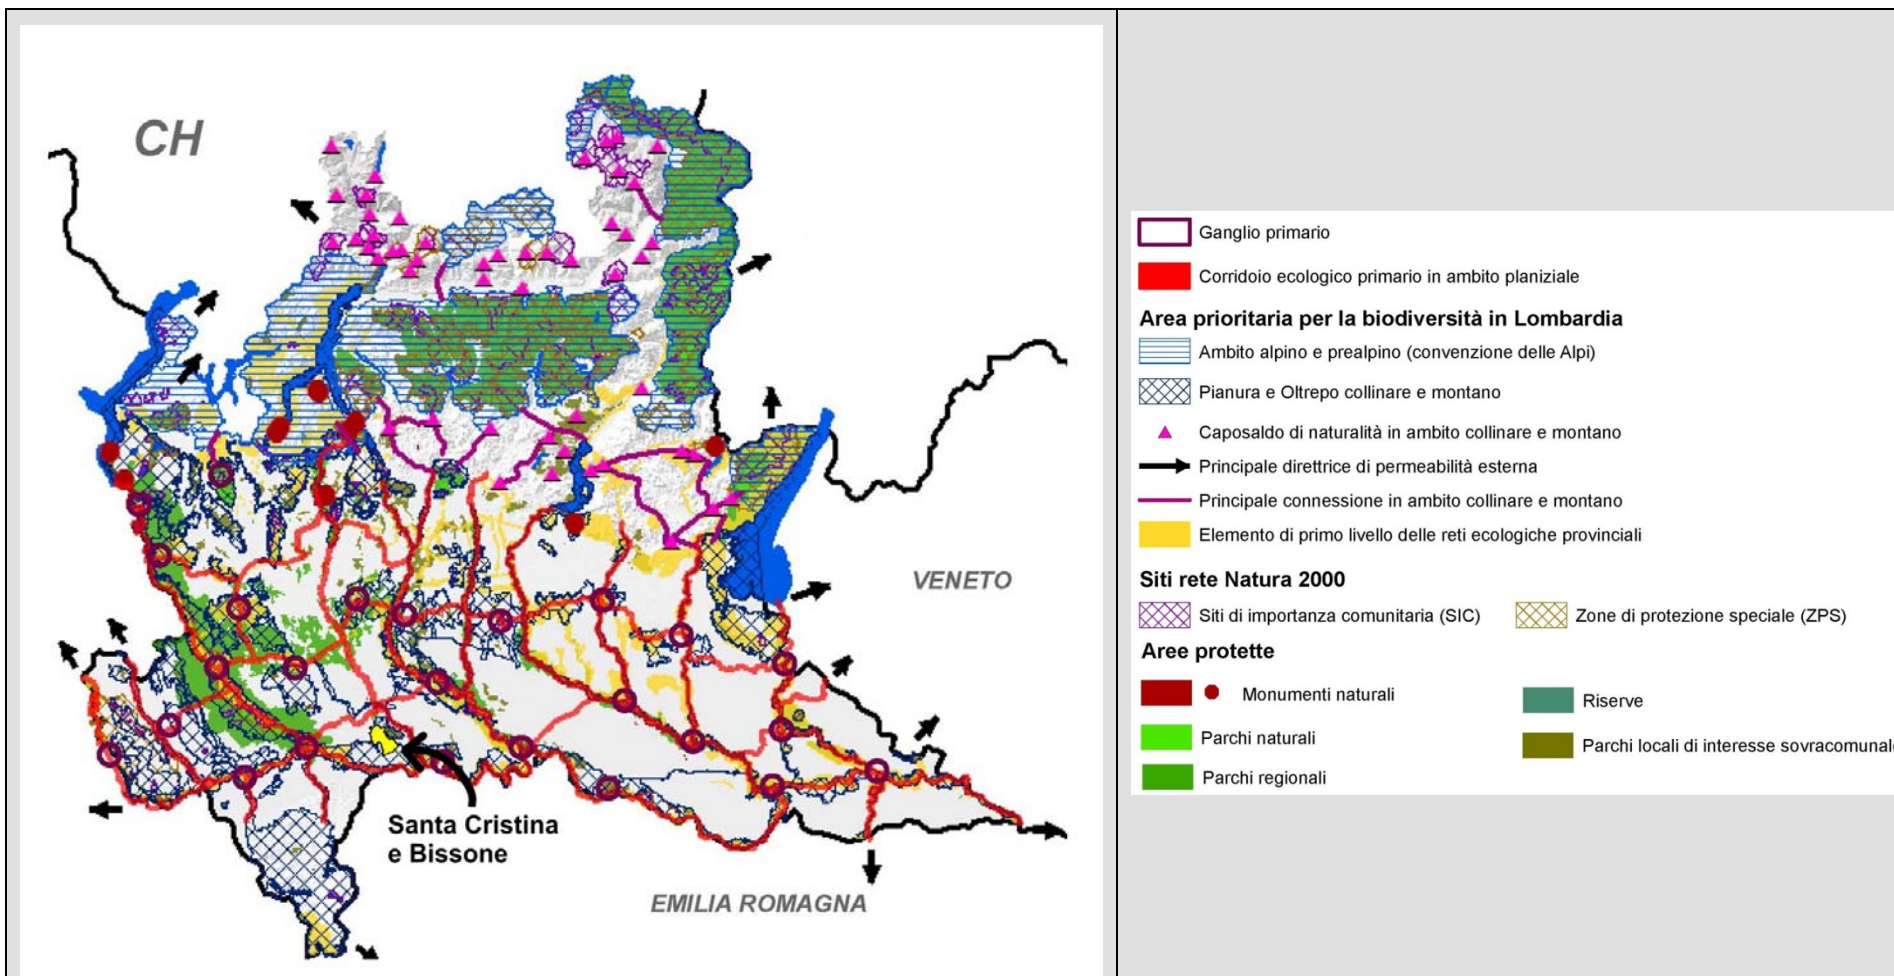 CH
VENETO
Santa Cristina
e Bissone
EMILIA ROMAGNA
Ganglio primario
Corridoio ecologico primario in ambito planiziale
Area prioritaria per la biodiversità in Lombardia
Ambito alpino e prealpino (convenzione delle Alpi)
Pianura e Oltrepo collinare e montano
Caposaldo di naturalità in ambito collinare e montano
Principale direttrice di permeabilità esterna
Principale connessione in ambito collinare e montano
Elemento di primo livello delle reti ecologiche provinciali
Siti rete Natura 2000
Siti di importanza comunitaria (SIC) Zone di protezione speciale (ZPS)
Aree protette
Monumenti naturali Riserve
Parchi naturali Parchi locali di interesse sovracomunale
Parchi regionali